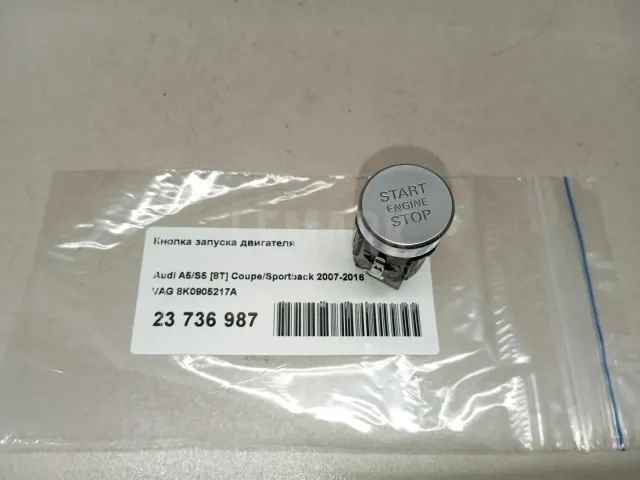 START
ENGINE
STOP
Кнопка запуска двигателя
Audi A5/S5 [8T] Coupe/Sportback 2007-2016
VAG 8K0905217A
23 736 987